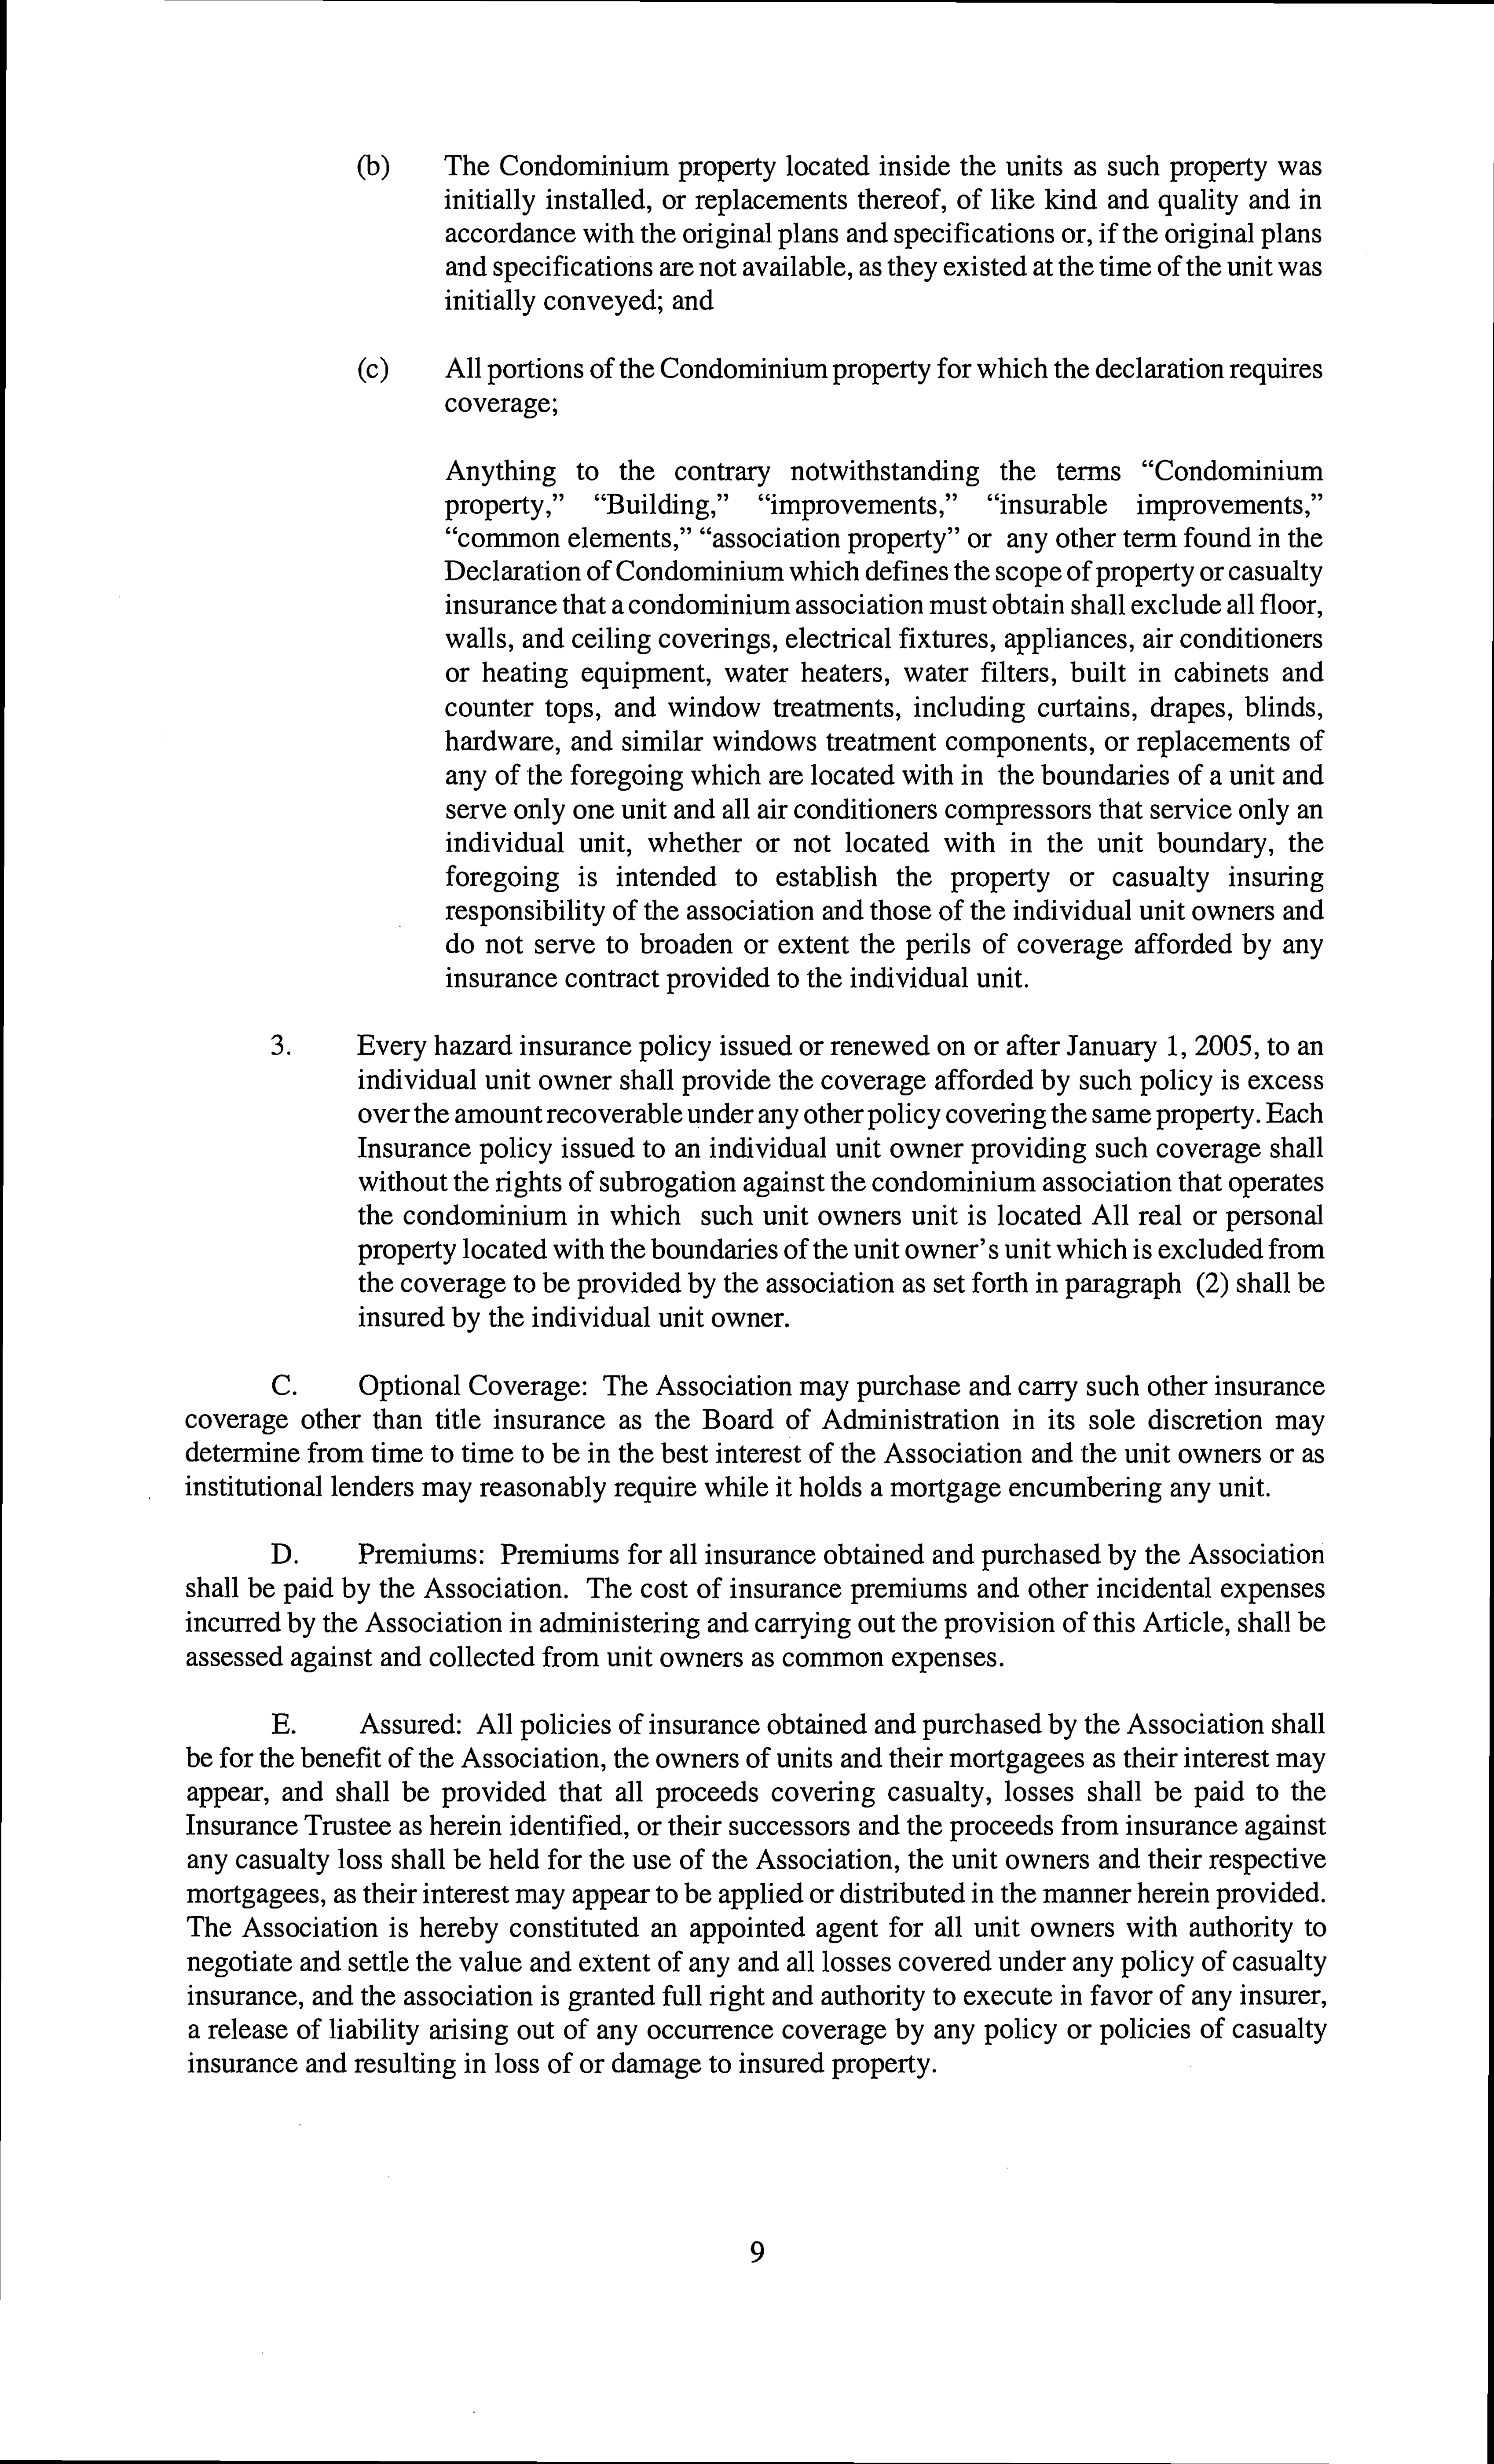 (b) The Condominium property located inside the units as such property was
initially installed, or replacements thereof, of like kind and quality and in
accordance with the original plans and specifications or, if the original plans
and specifications are not available, as they existed at the time of the unit was
initially conveyed; and
(c) All portions of the Condominium property for which the declaration requires
coverage;
Anything to the contrary notwithstanding the terms “Condominium
property,” “Building,” “improvements,” “insurable improvements,”
“common elements,” “association property” or any other term found in the
Declaration of Condominium which defines the scope of property or casualty
insurance that a condominium association must obtain shall exclude all floor,
walls, and ceiling coverings, electrical fixtures, appliances, air conditioners
or heating equipment, water heaters, water filters, built in cabinets and
counter tops, and window treatments, including curtains, drapes, blinds,
hardware, and similar windows treatment components, or replacements of
any of the foregoing which are located with in the boundaries of a unit and
serve only one unit and all air conditioners compressors that service only an
individual unit, whether or not located with in the unit boundary, the
foregoing is intended to establish the property or casualty insuring
responsibility of the association and those of the individual unit owners and
do not serve to broaden or extent the perils of coverage afforded by any
insurance contract provided to the individual unit.
3. Every hazard insurance policy issued or renewed on or after January 1, 2005, to an
individual unit owner shall provide the coverage afforded by such policy is excess
over the amount recoverable under any other policy covering the same property. Each
Insurance policy issued to an individual unit owner providing such coverage shall
without the rights of subrogation against the condominium association that operates
the condominium in which such unit owners unit is located All real or personal
property located with the boundaries of the unit owner’s unit which is excluded from
the coverage to be provided by the association as set forth in paragraph (2) shall be
insured by the individual unit owner.
C. Optional Coverage: The Association may purchase and carry such other insurance
coverage other than title insurance as the Board of Administration in its sole discretion may
determine from time to time to be in the best interest of the Association and the unit owners or as
institutional lenders may reasonably require while it holds a mortgage encumbering any unit.
D. Premiums: Premiums for all insurance obtained and purchased by the Association
shall be paid by the Association. The cost of insurance premiums and other incidental expenses
incurred by the Association in administering and carrying out the provision of this Article, shall be
assessed against and collected from unit owners as common expenses.
E. Assured: All policies of insurance obtained and purchased by the Association shall
be for the benefit of the Association, the owners of units and their mortgagees as their interest may
appear, and shall be provided that all proceeds covering casualty, losses shall be paid to the
Insurance Trustee as herein identified, or their successors and the proceeds from insurance against
any casualty loss shall be held for the use of the Association, the unit owners and their respective
mortgagees, as their interest may appear to be applied or distributed in the manner herein provided.
The Association is hereby constituted an appointed agent for all unit owners with authority to
negotiate and settle the value and extent of any and all losses covered under any policy of casualty
insurance, and the association is granted full right and authority to execute in favor of any insurer,
a release of liability arising out of any occurrence coverage by any policy or policies of casualty
insurance and resulting in loss of or damage to insured property.
9